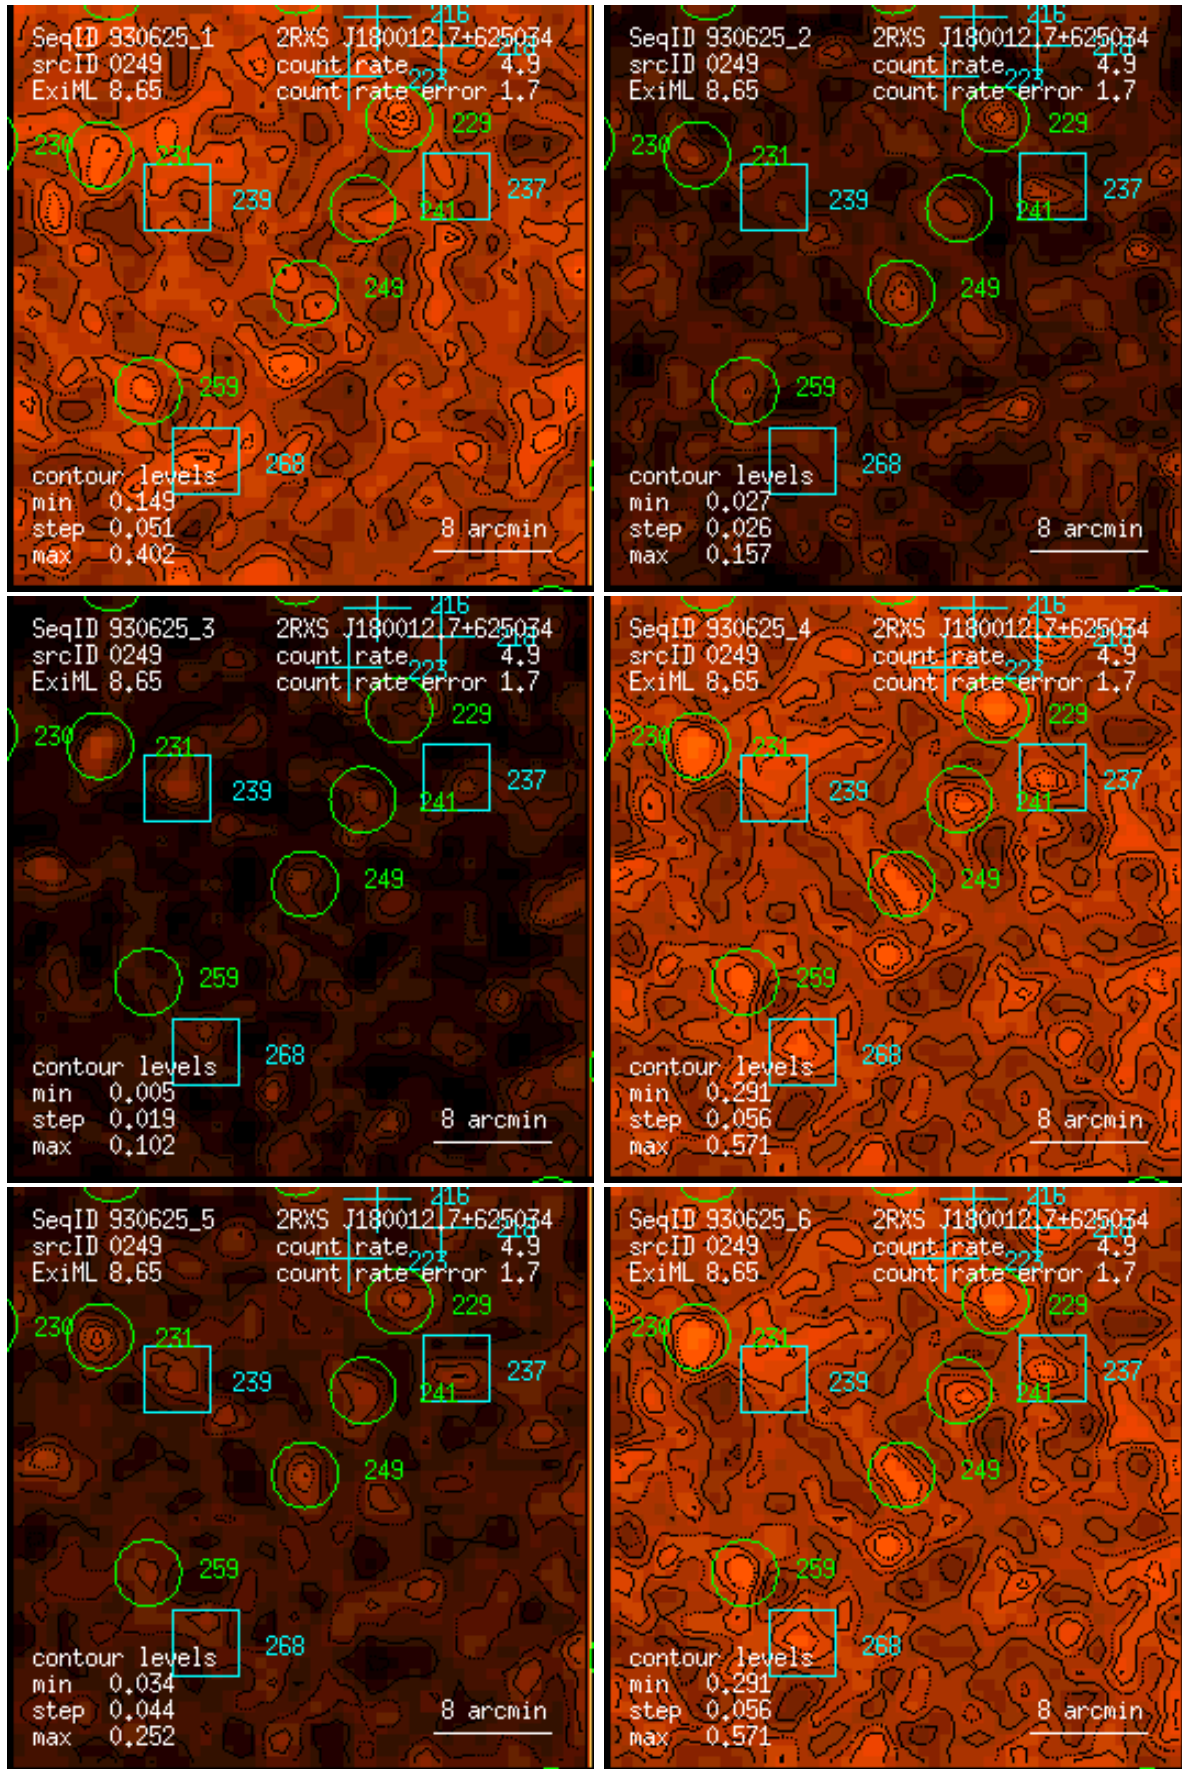 216
SeqID 930625_1 2RXS J180012.7+625034
218
srcID 0249 count rate 4.9
223
ExiML 8.65 count rate error 1.7
229
230 231
237
239
241
249
259
268
contour levels
min 0.149
step 0.051 8 arcmin
max 0.402
216
SeqID 930625_2 2RXS J180012.7+625034
218
srcID 0249 count rate 4.9
223
ExiML 8.65 count rate error 1.7
229
230 231
237
239
241
249
259
268
contour levels
min 0.027
step 0.026 8 arcmin
max 0.157
216
SeqID 930625_3 2RXS J180012.7+625034
218
srcID 0249 count rate 4.9
223
ExiML 8.65 count rate error 1.7
229
230 231
237
239
241
249
259
268
contour levels
min 0.005
step 0.019 8 arcmin
max 0.102
216
SeqID 930625_4 2RXS J180012.7+625034
218
srcID 0249 count rate 4.9
223
ExiML 8.65 count rate error 1.7
229
230 231
237
239
241
249
259
268
contour levels
min 0.291
step 0.056 8 arcmin
max 0.571
216
SeqID 930625_5 2RXS J180012.7+625034
218
srcID 0249 count rate 4.9
223
ExiML 8.65 count rate error 1.7
229
230 231
237
239
241
249
259
268
contour levels
min 0.034
step 0.044 8 arcmin
max 0.252
216
SeqID 930625_6 2RXS J180012.7+625034
218
srcID 0249 count rate 4.9
223
ExiML 8.65 count rate error 1.7
229
230 231
237
239
241
249
259
268
contour levels
min 0.291
step 0.056 8 arcmin
max 0.571